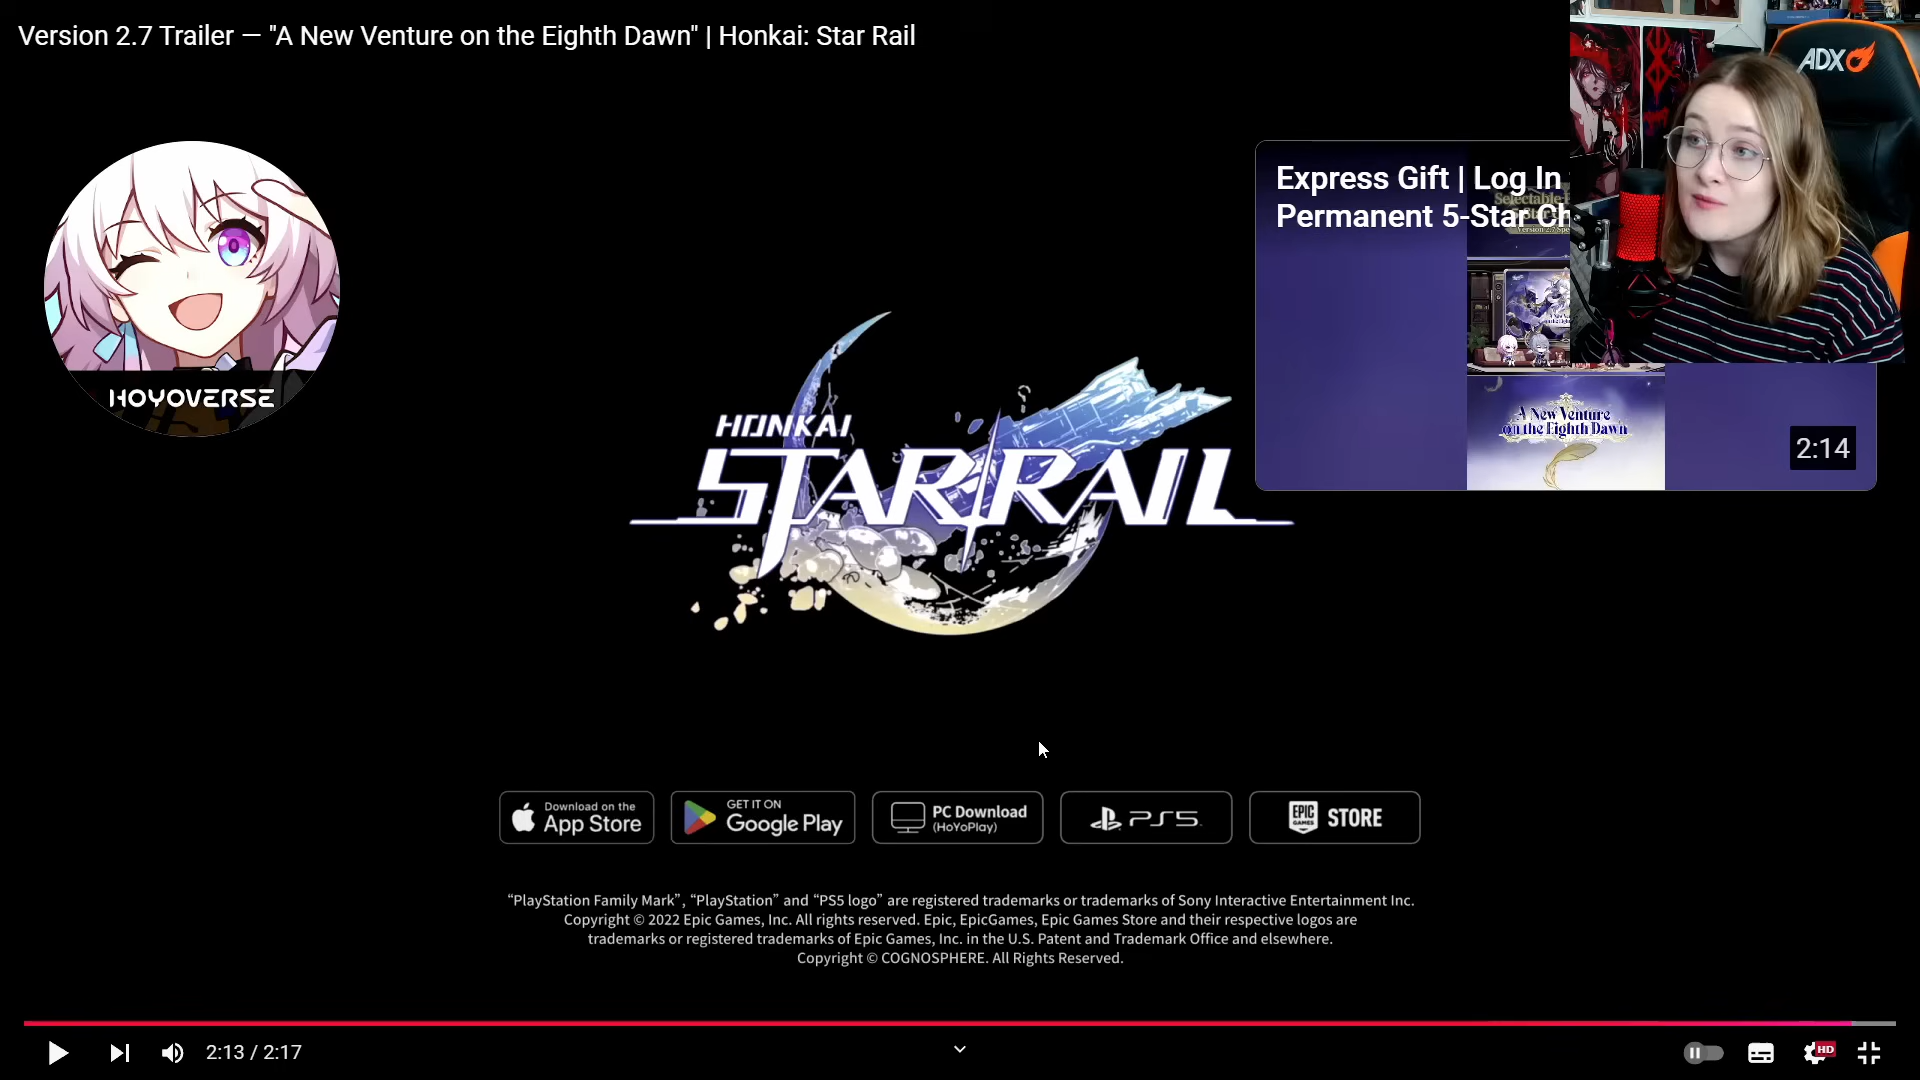 Version 2.7 Trailer — "A New Venture on the Eighth Dawn" | Honkai: Star Rail
ADX
Express Gift | Log In
Permanent 5-Star Ch
Selectable
Version 2.7 Spe
HOYOVERSE
A New Venture
on the Eighth Dawn
2:14
HONKAI
STAR RAIL
Download on the
App Store
GET IT ON
Google Play
PC Download
(HoYoPlay)
PS5
EPIC
GAMES
STORE
“PlayStation Family Mark”, “PlayStation” and “PS5 logo” are registered trademarks or trademarks of Sony Interactive Entertainment Inc.
Copyright © 2022 Epic Games, Inc. All rights reserved. Epic, EpicGames, Epic Games Store and their respective logos are
trademarks or registered trademarks of Epic Games, Inc. in the U.S. Patent and Trademark Office and elsewhere.
Copyright © COGNOSPHERE. All Rights Reserved.
2:13 / 2:17
HD